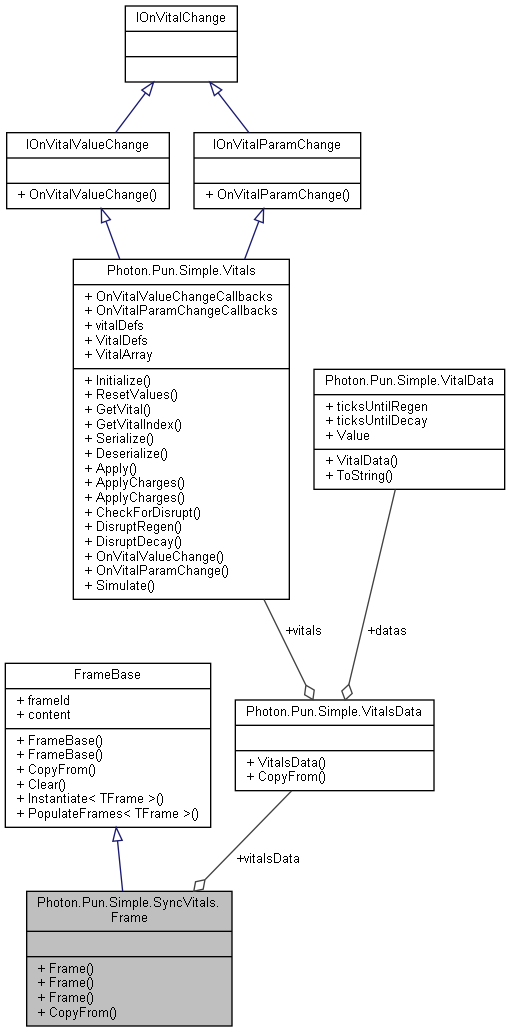 IOnVitalChange
IOnVitalValueChange
+ OnVitalValueChange()
IOnVitalParamChange
+ OnVitalParamChange()
Photon.Pun.Simple.Vitals
+ OnVitalValueChangeCallbacks
+ OnVitalParamChangeCallbacks
+ vitalDefs
+ VitalDefs
+ VitalArray
+ Initialize()
+ ResetValues()
+ GetVital()
+ GetVitalIndex()
+ Serialize()
+ Deserialize()
+ Apply()
+ ApplyCharges()
+ ApplyCharges()
+ CheckForDisrupt()
+ DisruptRegen()
+ DisruptDecay()
+ OnVitalValueChange()
+ OnVitalParamChange()
+ Simulate()
Photon.Pun.Simple.VitalData
+ ticksUntilRegen
+ ticksUntilDecay
+ Value
+ VitalData()
+ ToString()
+vitals
+datas
FrameBase
+ frameId
+ content
+ FrameBase()
+ FrameBase()
+ CopyFrom()
+ Clear()
+ Instantiate< TFrame >()
+ PopulateFrames< TFrame >()
Photon.Pun.Simple.VitalsData
+ VitalsData()
+ CopyFrom()
+vitalsData
Photon.Pun.Simple.SyncVitals.
Frame
+ Frame()
+ Frame()
+ Frame()
+ CopyFrom()